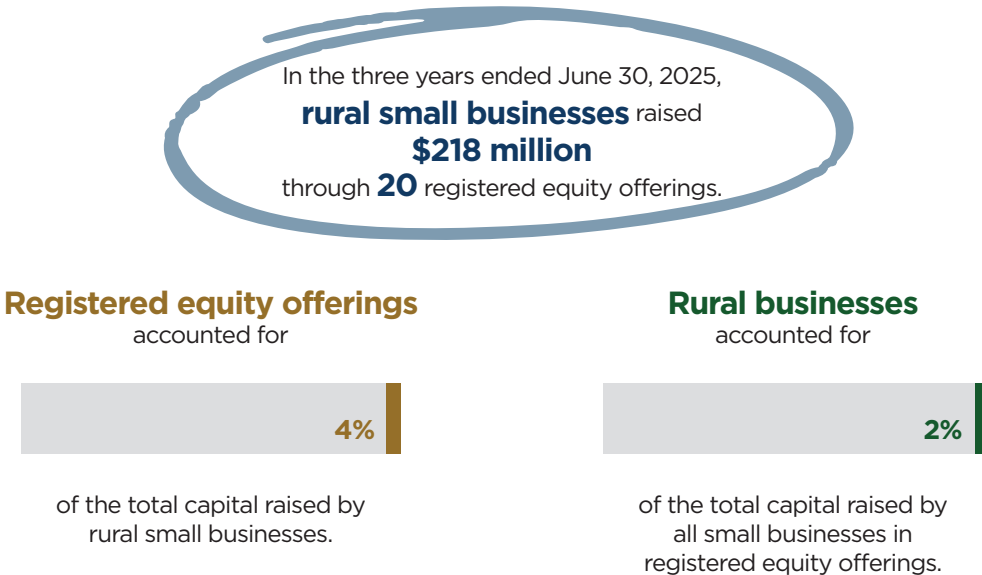 In the three years ended June 30, 2025,
rural small businesses raised
$218 million
through 20 registered equity offerings.
Registered equity offerings
accounted for
4%
of the total capital raised by
rural small businesses.
Rural businesses
accounted for
2%
of the total capital raised by
all small businesses in
registered equity offerings.